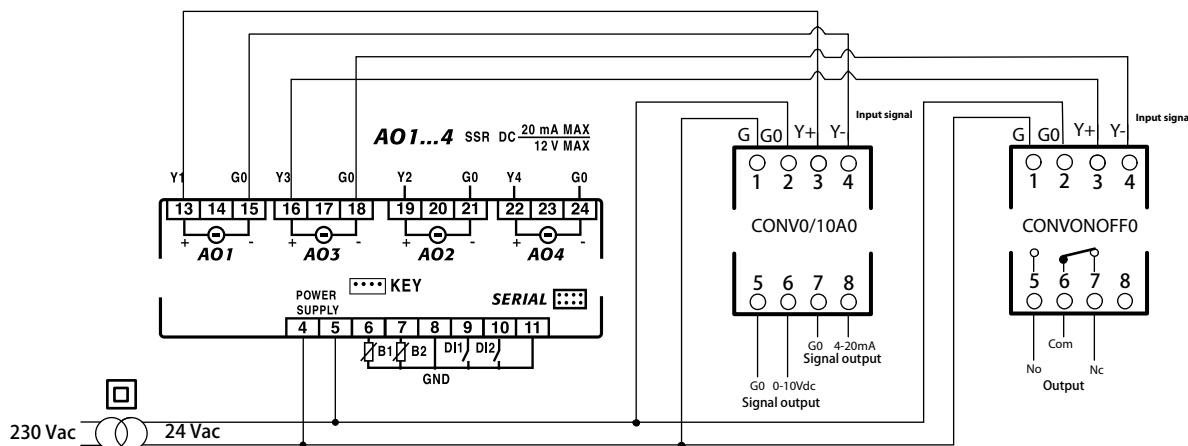 AO1...4 SSR DC 20 mA MAX
12 V MAX
Input signal
G G0 Y+ Y-
Input signal
G G0 Y+ Y-
Y1 G0 Y3 G0 Y2 G0 Y4 G0
13 14 15 16 17 18 19 20 21 22 23 24
+ - + - + - + -
AO1 AO3 AO2 AO4
1 2 3 4
CONV0/10A0
5 6 7 8
1 2 3 4
CONVONOFF0
5 6 7 8
KEY
POWER
SUPPLY
SERIAL
4 5 6 7 8 9 10 11
B1 B2 DI1 DI2
GND
G0 4-20mA
Signal output
G0 0-10Vdc
Signal output
Com
No Nc
Output
230 Vac 24 Vac